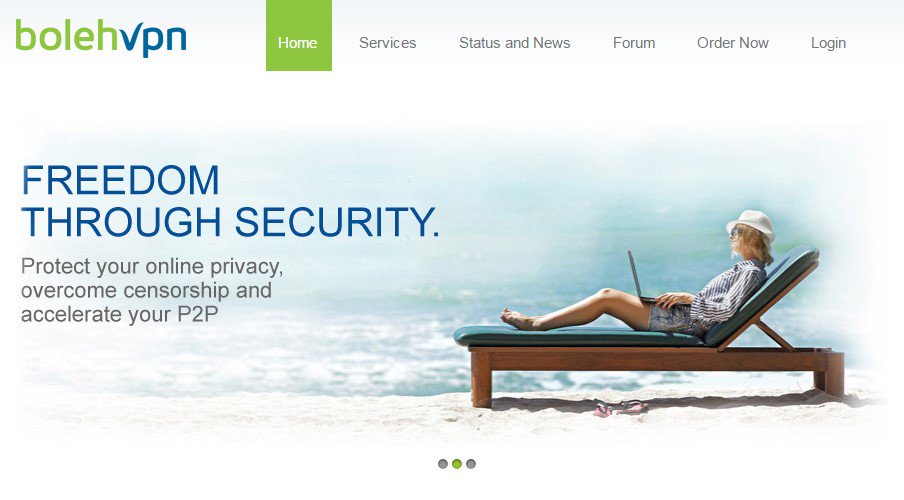 bolehvpn
Home Services Status and News Forum Order Now Login
FREEDOM
THROUGH SECURITY.
Protect your online privacy,
overcome censorship and
accelerate your P2P